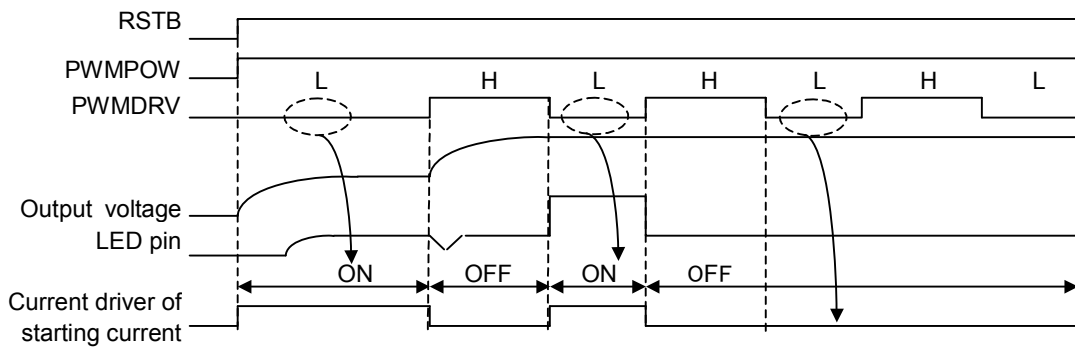 RSTB
PWMPOW
L H L H L H L
PWMDRV
Output voltage
LED pin
ON OFF ON OFF
Current driver of
starting current